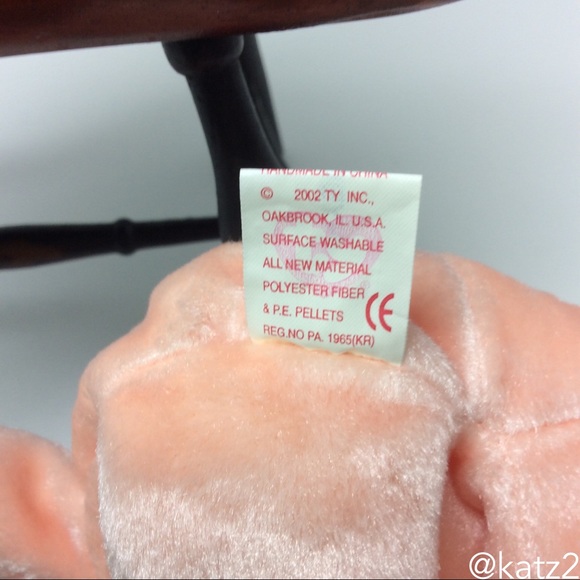 HANDMADE IN CHINA
© 2002 TY INC.,
OAKBROOK, IL. U.S.A.
SURFACE WASHABLE
ALL NEW MATERIAL
POLYESTER FIBER
& P.E. PELLETS CE
REG.NO PA. 1965(KR)
@katz2